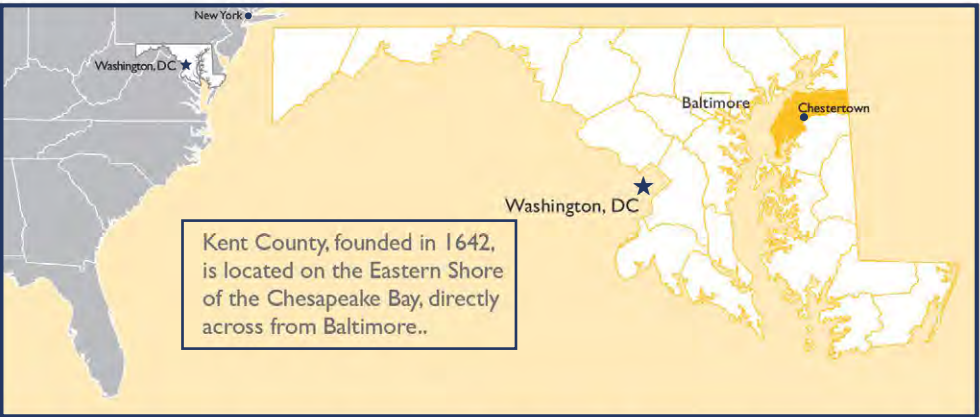 New York
Washington, DC
Baltimore
Chestertown
Washington, DC
Kent County, founded in 1642,
is located on the Eastern Shore
of the Chesapeake Bay, directly
across from Baltimore..